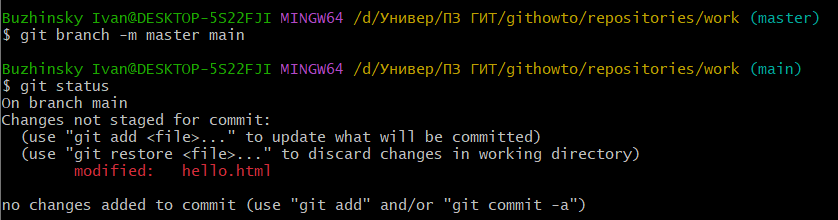 Buzhinsky Ivan@DESKTOP-5S22FJI MINGW64 /d/Универ/ПЗ ГИТ/githowto/repositories/work (master)
$ git branch -m master main
Buzhinsky Ivan@DESKTOP-5S22FJI MINGW64 /d/Универ/ПЗ ГИТ/githowto/repositories/work (main)
$ git status
On branch main
Changes not staged for commit:
  (use "git add <file>..." to update what will be committed)
  (use "git restore <file>..." to discard changes in working directory)
        modified:   hello.html
no changes added to commit (use "git add" and/or "git commit -a")